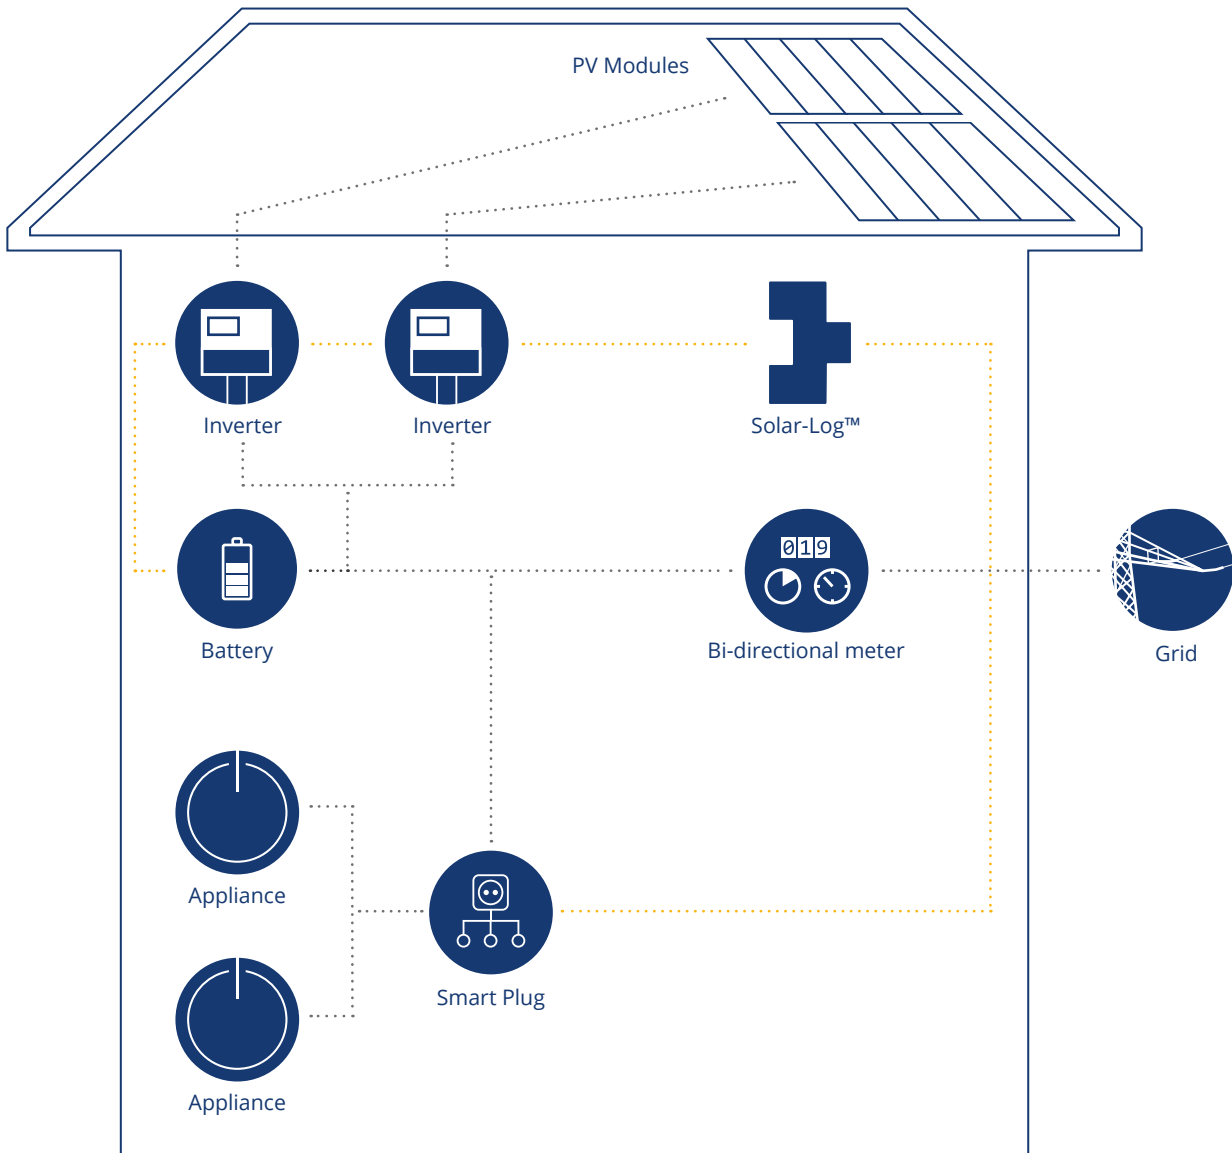 PV Modules
Inverter
Inverter
Solar-Log™
019
Battery
Bi-directional meter
Grid
Appliance
Smart Plug
Appliance